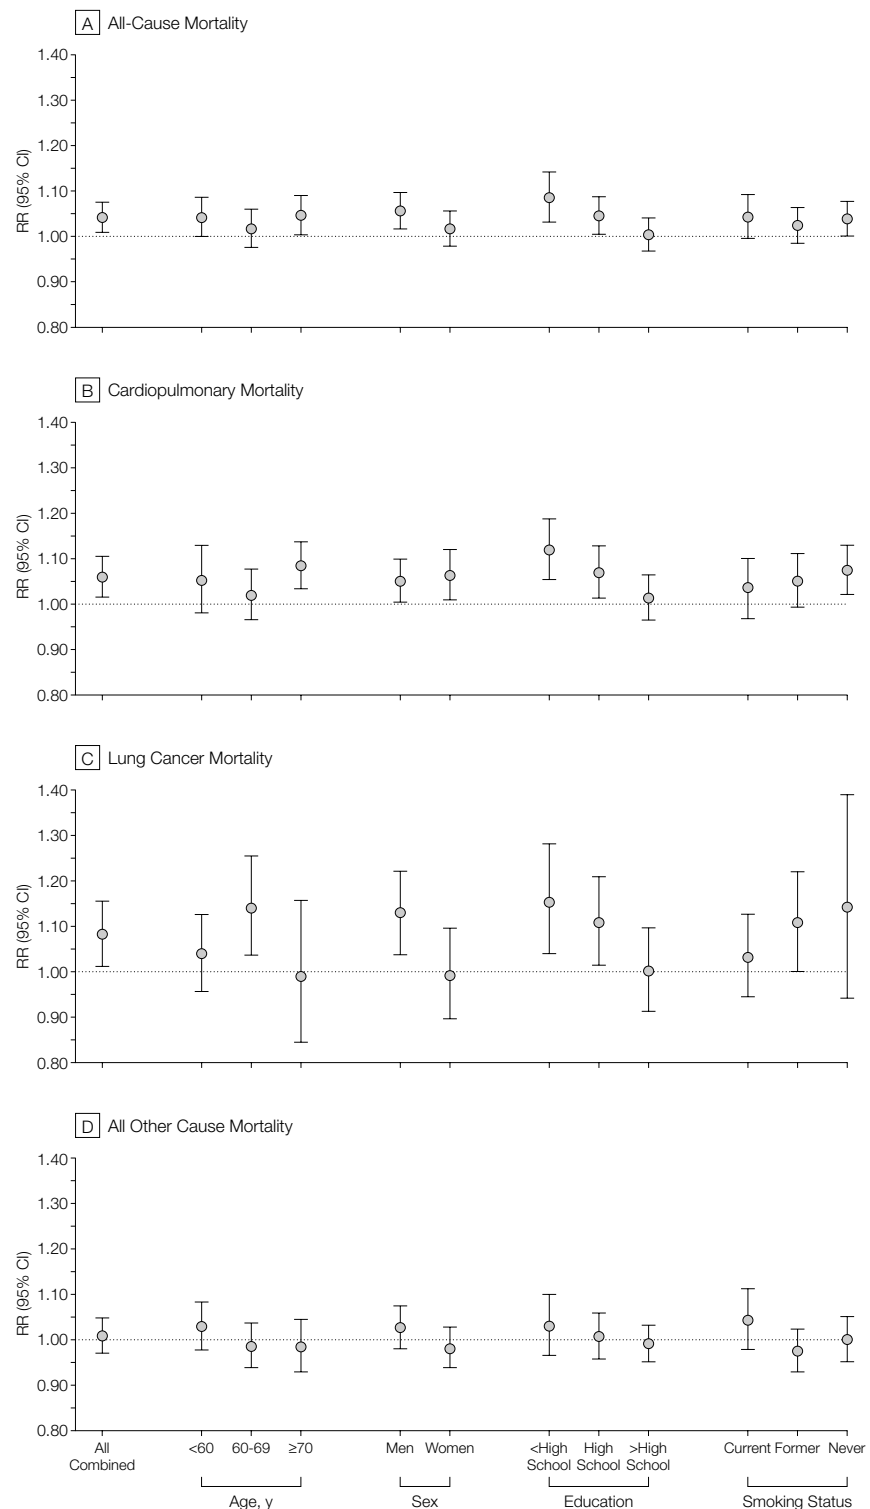 A All-Cause Mortality
1.40
1.30
1.20
1.10
1.00
0.90
0.80
RR (95% CI)
B Cardiopulmonary Mortality
1.40
1.30
1.20
1.10
1.00
0.90
0.80
RR (95% CI)
C Lung Cancer Mortality
1.40
1.30
1.20
1.10
1.00
0.90
0.80
RR (95% CI)
D All Other Cause Mortality
1.40
1.30
1.20
1.10
1.00
0.90
0.80
RR (95% CI)
All <60 60-69 ≥70 Men Women <High High >High Current Former Never
Combined School School School
Age, y Sex Education Smoking Status